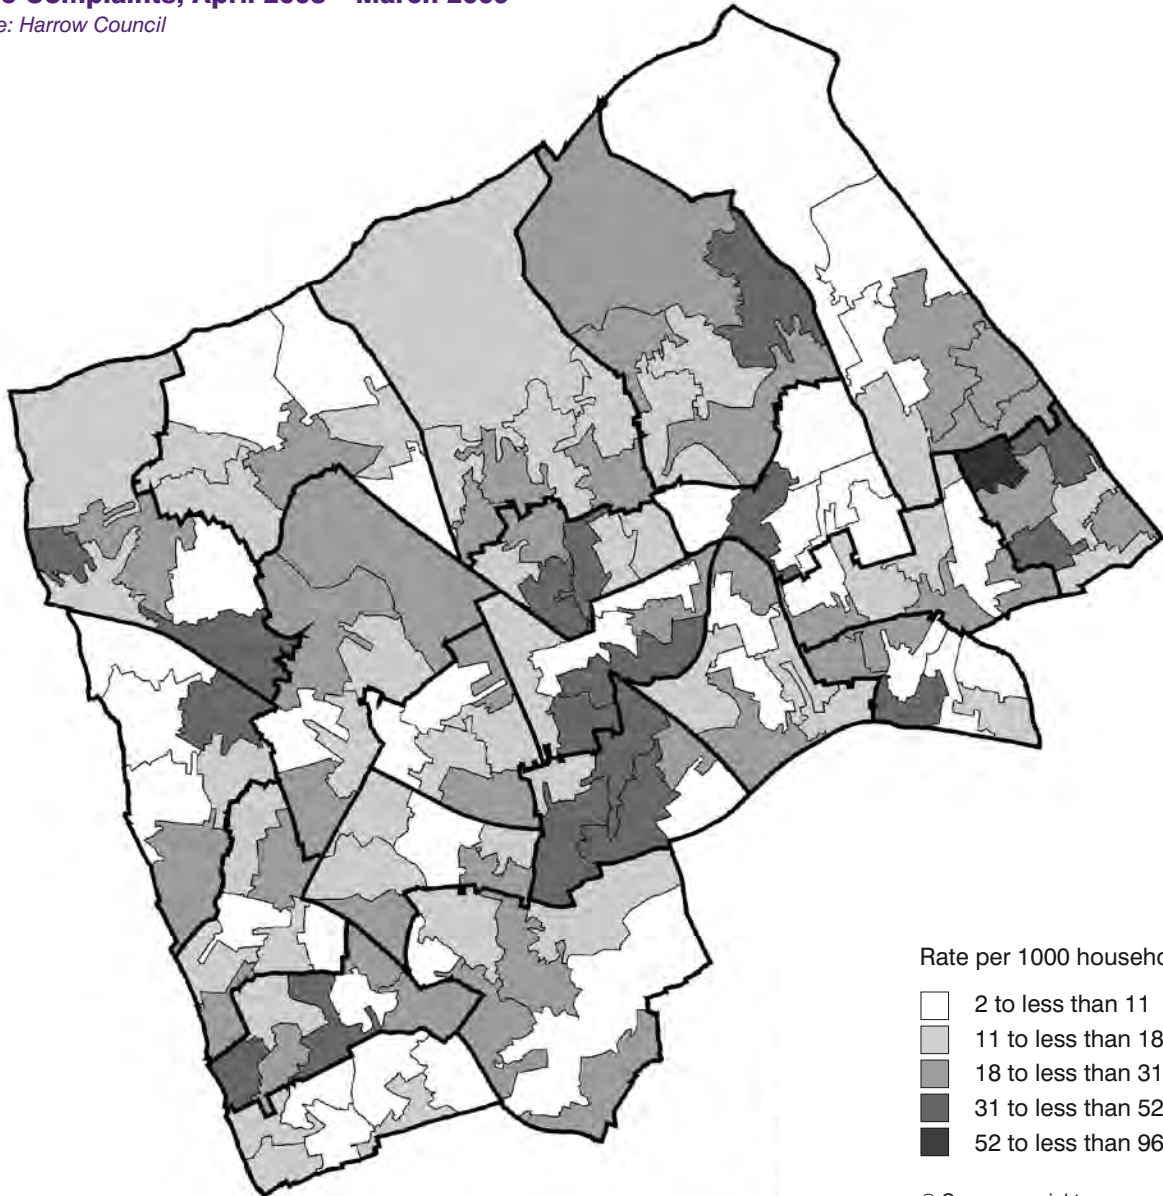 Complaints, April 2008 – March 2009
e: Harrow Council
Rate per 1000 househo
2 to less than 11
11 to less than 18
18 to less than 31
31 to less than 52
52 to less than 96